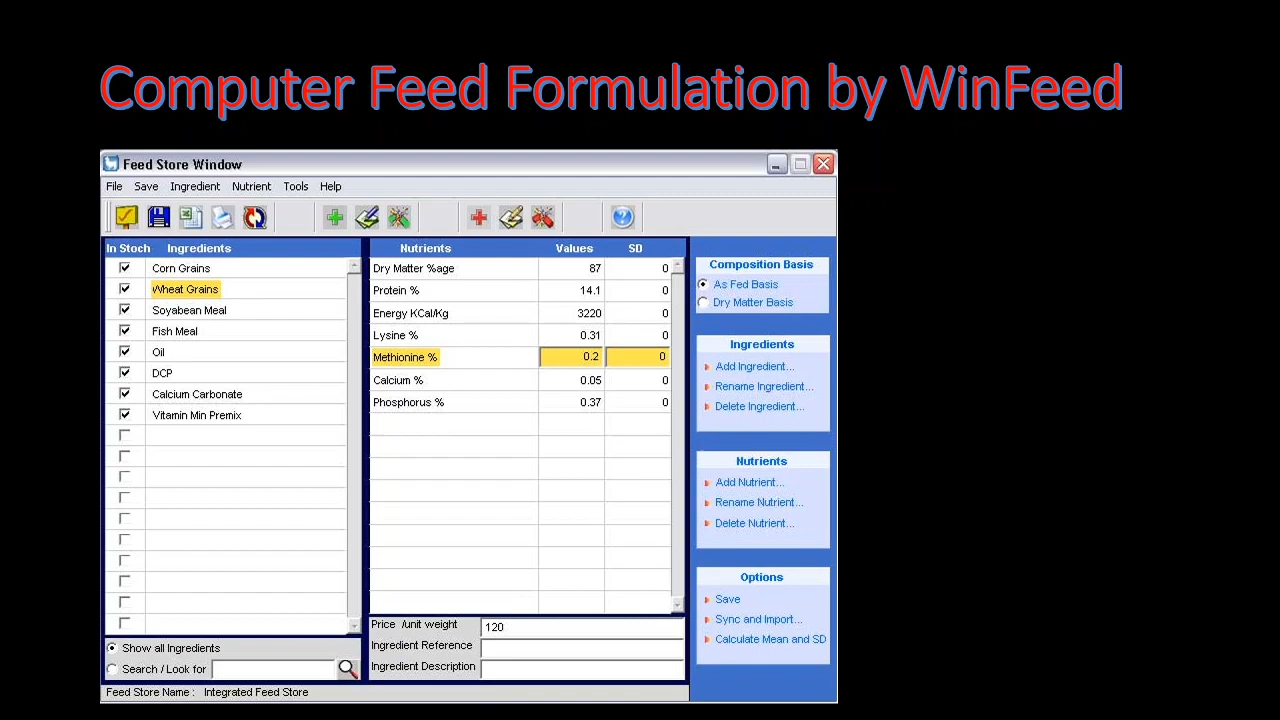 Computer Feed Formulation by WinFeed
Feed Store Window
File Save Ingredient Nutrient Tools Help
In Stoch Ingredients
Corn Grains
Wheat Grains
Soyabean Meal
Fish Meal
Oil
DCP
Calcium Carbonate
Vitamin Min Premix
Show all Ingredients
Search / Look for
Nutrients Values SD
Dry Matter %age 87 0
Protein % 14.1 0
Energy KCal/Kg 3220 0
Lysine % 0.31 0
Methionine % 0.2 0
Calcium % 0.05 0
Phosphorus % 0.37 0
Price /unit weight 120
Ingredient Reference
Ingredient Description
Composition Basis
As Fed Basis
Dry Matter Basis
Ingredients
Add Ingredient...
Rename Ingredient...
Delete Ingredient...
Nutrients
Add Nutrient...
Rename Nutrient...
Delete Nutrient...
Options
Save
Sync and Import...
Calculate Mean and SD
Feed Store Name : Integrated Feed Store